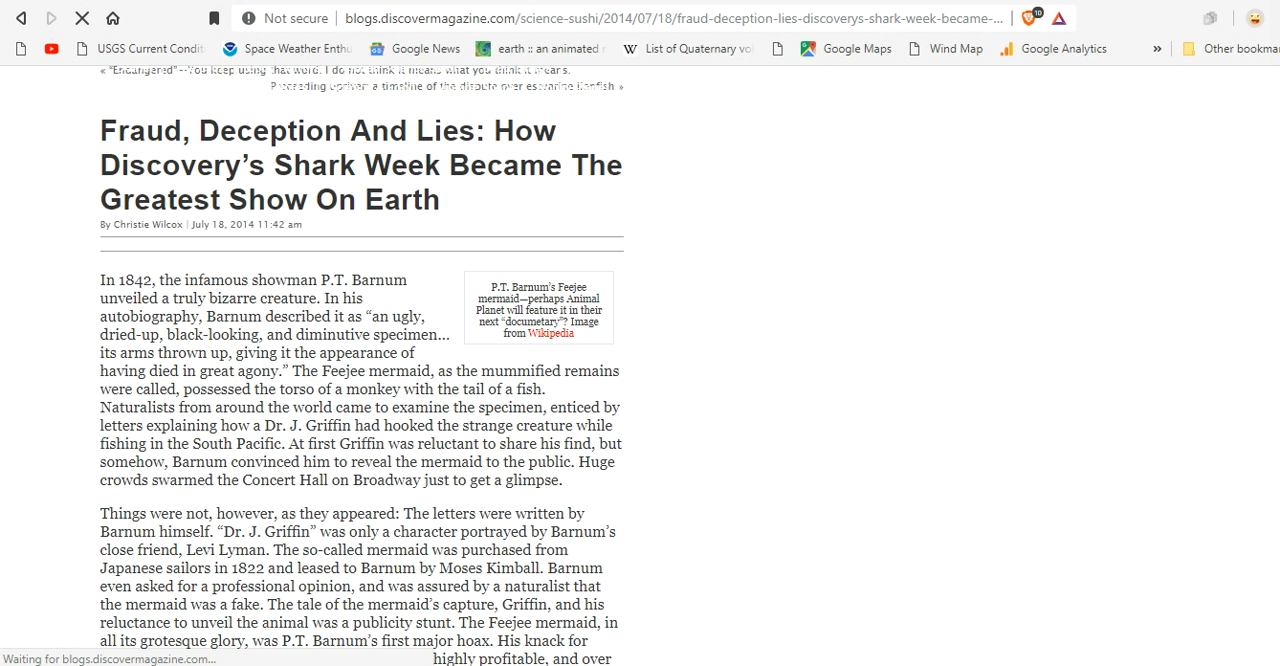 Not secure
blogs.discovermagazine.com/science-sushi/2014/07/18/fraud-deception-lies-discoverys-shark-week-became-...
10
USGS Current Condit
Space Weather Enthu
Google News
earth :: an animated
List of Quaternary vo
Google Maps
Wind Map
Google Analytics
»
Other bookma
« "Endangered"–You keep using that word. I do not think it means what you think it means.
a timeline of the dispute over
Fraud, Deception And Lies: How
Discovery's Shark Week Became The
Greatest Show On Earth
By Christie Wilcox | July 18, 2014 11:42 am
In 1842, the infamous showman P.T. Barnum
unveiled a truly bizarre creature. In his
autobiography, Barnum described it as "an ugly,
dried-up, black-looking, and diminutive specimen…
its arms thrown up, giving it the appearance of
having died in great agony." The Feejee mermaid, as the mummified remains
were called, possessed the torso of a monkey with the tail of a fish.
Naturalists from around the world came to examine the specimen, enticed by
letters explaining how a Dr. J. Griffin had hooked the strange creature while
fishing in the South Pacific. At first Griffin was reluctant to share his find, but
somehow, Barnum convinced him to reveal the mermaid to the public. Huge
crowds swarmed the Concert Hall on Broadway just to get a glimpse.
P.T. Barnum's Feejee
mermaid—perhaps Animal
Planet will feature it in their
next "documetary"? Image
from Wikipedia
Things were not, however, as they appeared: The letters were written by
Barnum himself. "Dr. J. Griffin" was only a character portrayed by Barnum's
close friend, Levi Lyman. The so-called mermaid was purchased from
Japanese sailors in 1822 and leased to Barnum by Moses Kimball. Barnum
even asked for a professional opinion, and was assured by a naturalist that
the mermaid was a fake. The tale of the mermaid's capture, Griffin, and his
reluctance to unveil the animal was a publicity stunt. The Feejee mermaid, in
all its grotesque glory, was P.T. Barnum's first major hoax. His knack for
highly profitable, and over
Waiting for blogs.discovermagazine.com...